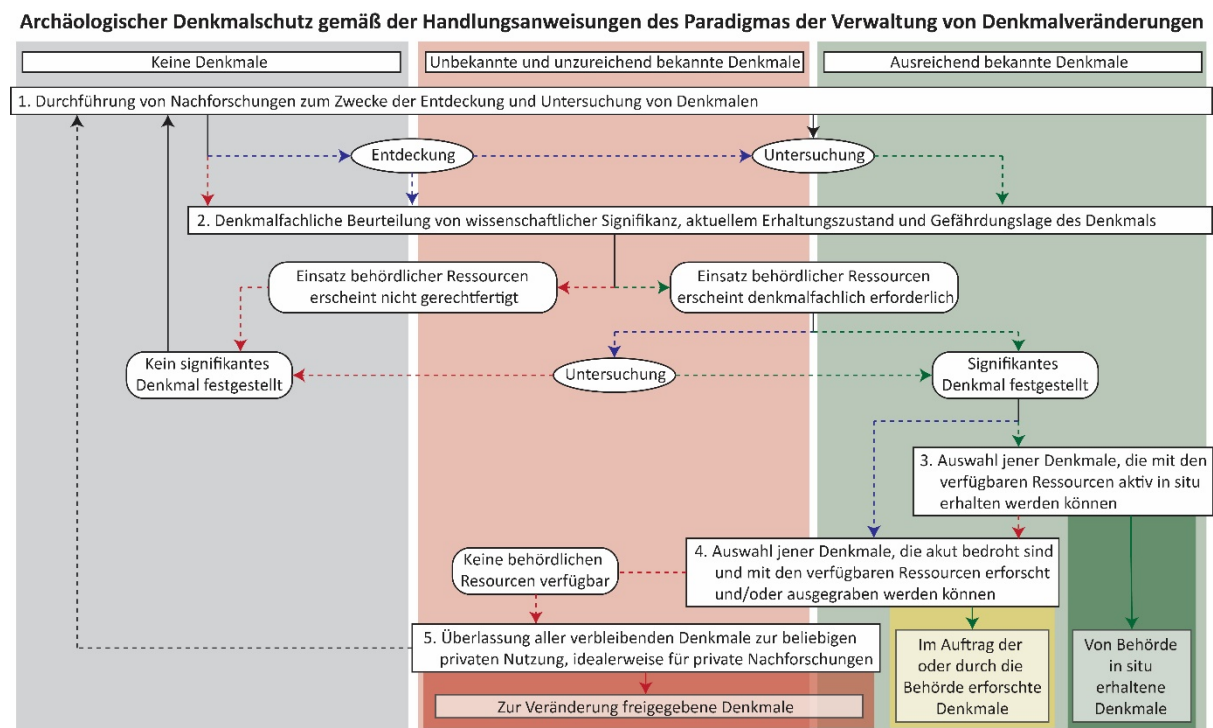 Archäologischer Denkmalschutz gemäß der Handlungsanweisungen des Paradigmas der Verwaltung von Denkmalveränderungen
Keine Denkmale
Unbekannte und unzureichend bekannte Denkmale
Ausreichend bekannte Denkmale
1. Durchführung von Nachforschungen zum Zwecke der Entdeckung und Untersuchung von Denkmalen
Entdeckung
Untersuchung
2. Denkmalfachliche Beurteilung von wissenschaftlicher Signifikanz, aktuellem Erhaltungszustand und Gefährdungslage des Denkmals
Einsatz behördlicher Ressourcen
erscheint nicht gerechtfertigt
Einsatz behördlicher Ressourcen
erscheint denkmalfachlich erforderlich
Kein signifikantes
Denkmal festgestellt
Untersuchung
Signifikantes
Denkmal festgestellt
3. Auswahl jener Denkmale, die mit den
verfügbaren Ressourcen aktiv in situ
erhalten werden können
4. Auswahl jener Denkmale, die akut bedroht sind
und mit den verfügbaren Ressourcen erforscht
und/oder ausgegraben werden können
Keine behördlichen
Resourcen verfügbar
5. Überlassung aller verbleibenden Denkmale zur beliebigen
privaten Nutzung, idealerweise für private Nachforschungen
Im Auftrag der
oder durch die
Behörde erforschte
Denkmale
Von Behörde
in situ
erhaltene
Denkmale
Zur Veränderung freigegebene Denkmale